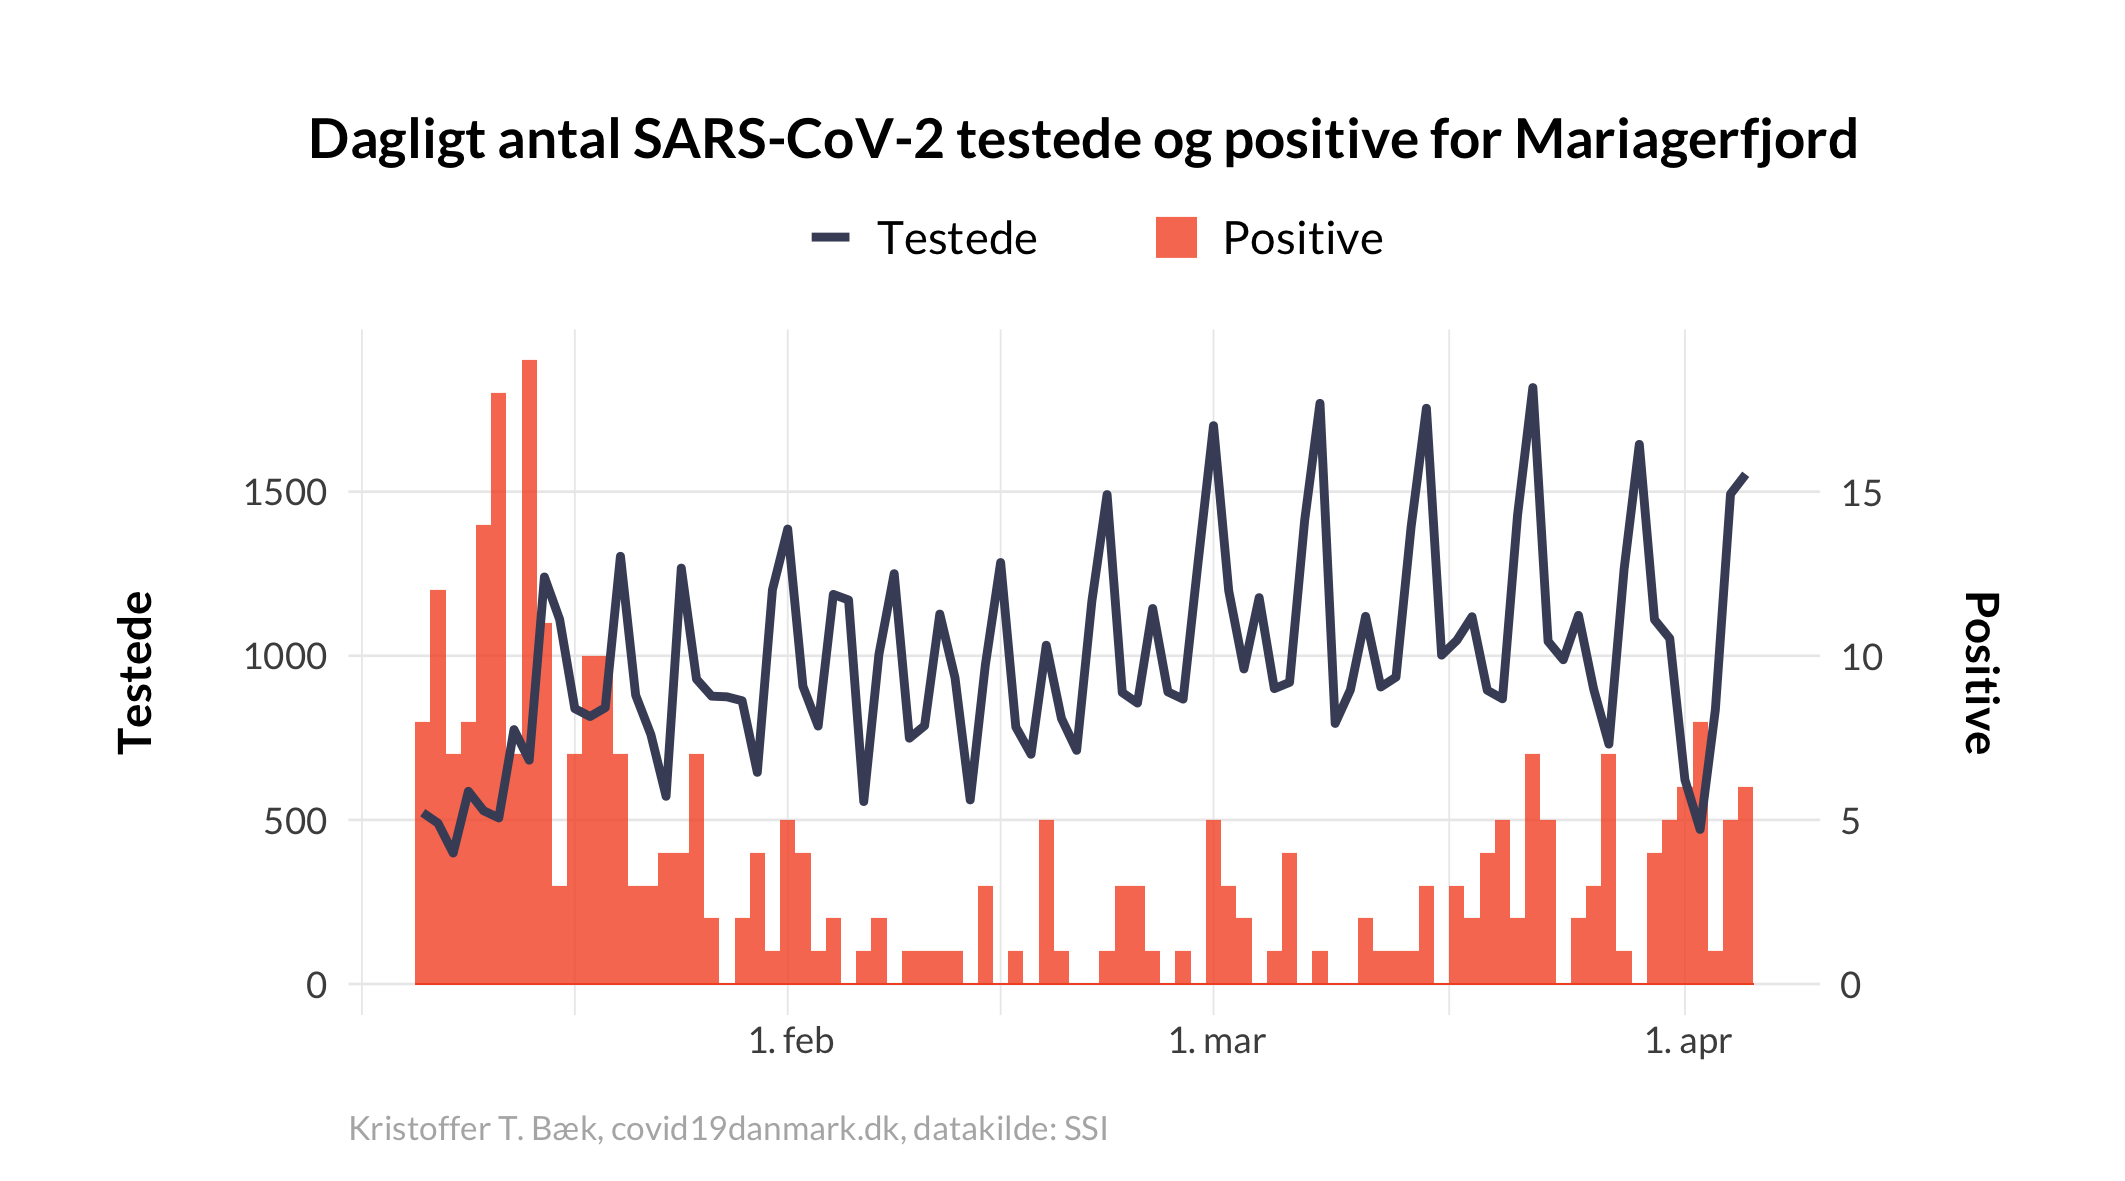 Dagligt antal SARS-CoV-2 testede og positive for Mariagerfjord
Testede
Positive
Testede
1500
1000
500
0
15
10
5
0
Positive
1. feb
1. mar
1. apr
Kristoffer T. Bæk, covid19danmark.dk, datakilde: SSI